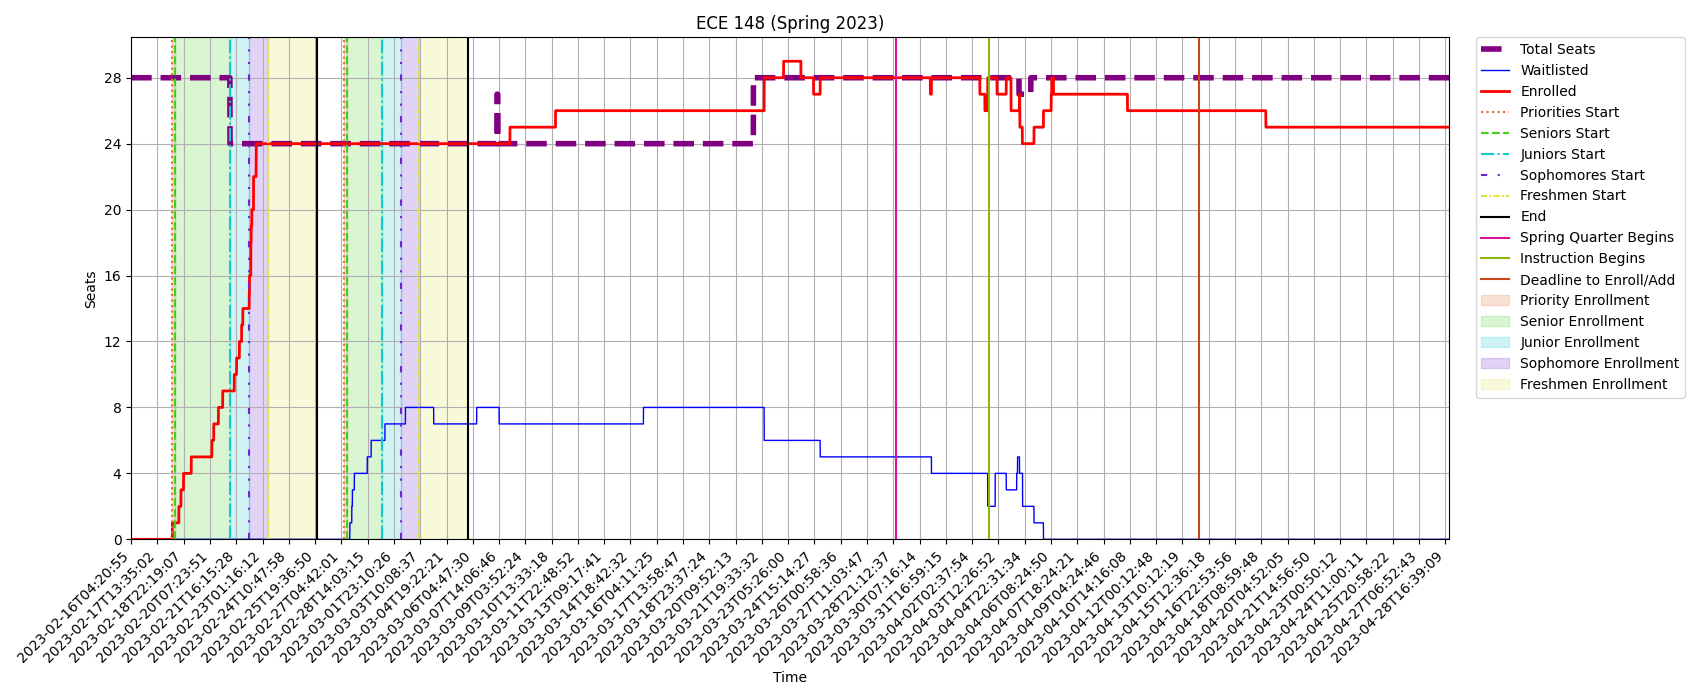 ECE 148 (Spring 2023)
Total Seats
Waitlisted
Enrolled
Priorities Start
Seniors Start
Juniors Start
Sophomores Start
Freshmen Start
End
Spring Quarter Begins
Instruction Begins
Deadline to Enroll/Add
Priority Enrollment
Senior Enrollment
Junior Enrollment
Sophomore Enrollment
Freshmen Enrollment
Seats
28
24
20
16
12
8
4
0
2023-02-16T04:20:55
2023-02-17T13:35:02
2023-02-18T22:19:07
2023-02-20T07:23:51
2023-02-21T16:15:28
2023-02-23T01:16:12
2023-02-24T10:47:58
2023-02-25T19:36:50
2023-02-27T04:42:01
2023-02-28T14:03:15
2023-03-01T23:10:26
2023-03-03T10:08:37
2023-03-04T19:22:21
2023-03-06T04:47:30
2023-03-07T14:06:46
2023-03-09T03:52:24
2023-03-10T13:33:18
2023-03-11T22:48:52
2023-03-13T09:17:41
2023-03-14T18:42:32
2023-03-16T04:11:25
2023-03-17T13:58:47
2023-03-18T23:37:24
2023-03-20T09:52:13
2023-03-21T19:33:32
2023-03-23T05:26:00
2023-03-24T15:14:27
2023-03-26T00:58:36
2023-03-27T11:03:47
2023-03-28T21:12:37
2023-03-30T07:16:14
2023-03-31T16:59:15
2023-04-02T02:37:54
2023-04-03T12:26:52
2023-04-04T22:31:34
2023-04-06T08:24:50
2023-04-07T18:24:21
2023-04-09T04:24:46
2023-04-10T14:16:08
2023-04-12T00:12:48
2023-04-13T10:12:19
2023-04-15T12:36:18
2023-04-16T22:53:56
2023-04-18T08:59:48
2023-04-20T04:52:05
2023-04-21T14:56:50
2023-04-23T00:50:12
2023-04-24T11:00:11
2023-04-25T20:58:22
2023-04-27T06:52:43
2023-04-28T16:39:09
Time